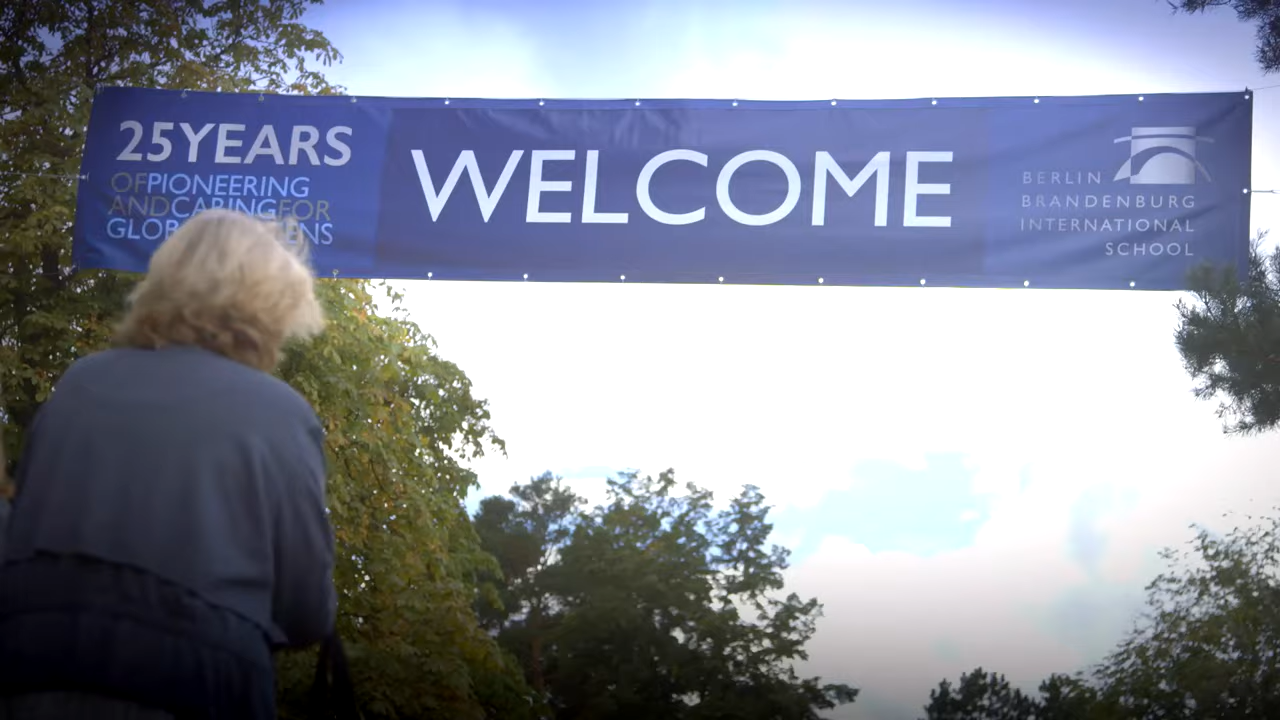 25YEARS
OFPIONEERING
ANDCARINGFOR
WELCOME
BERLIN
BRANDENBURG
INTERNATIONAL
SCHOOL